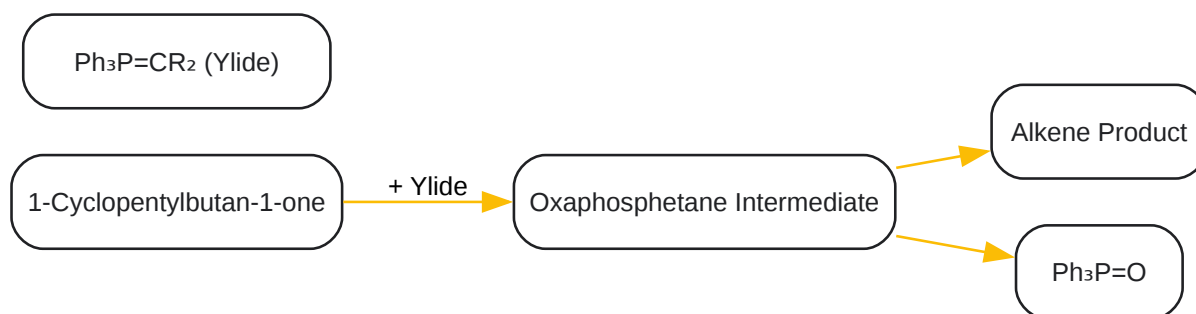 Ph₃P=CR₂ (Ylide)
1-Cyclopentylbutan-1-one
+ Ylide
Oxaphosphetane Intermediate
Alkene Product
Ph₃P=O